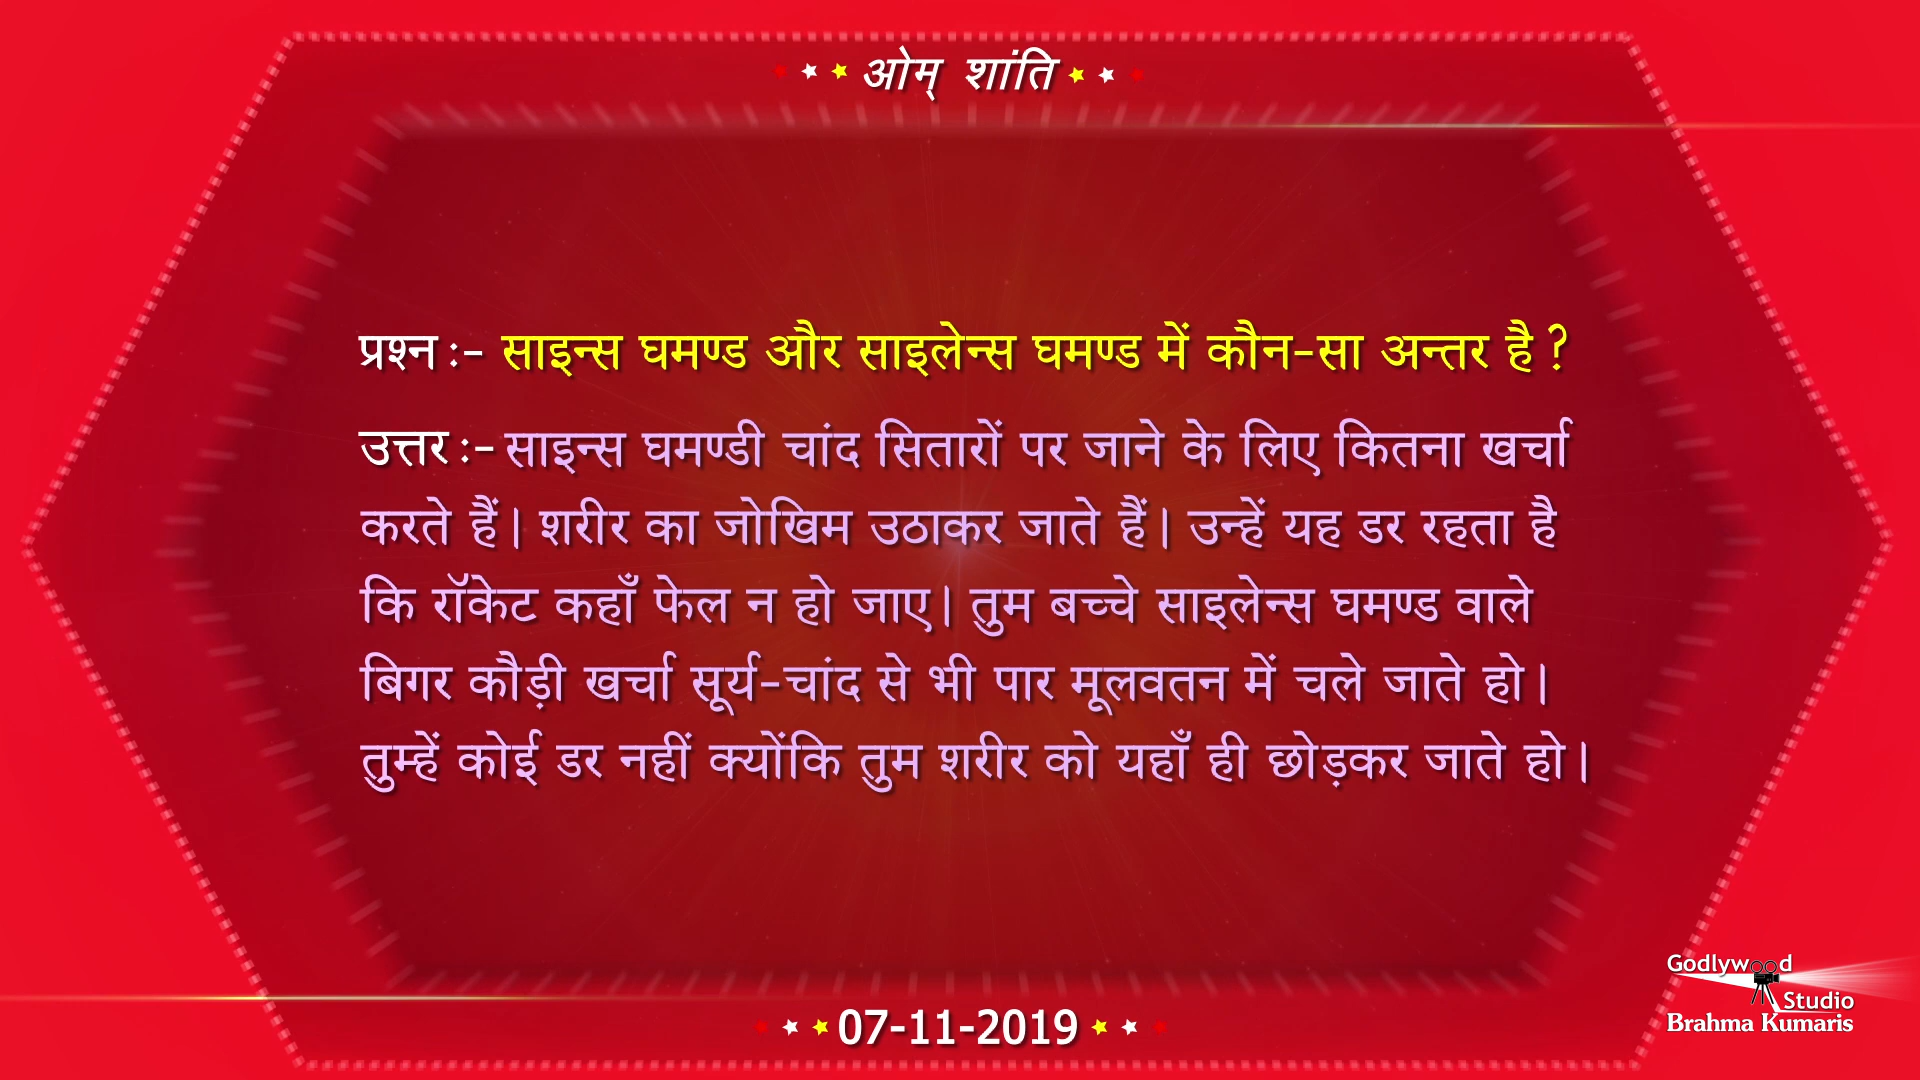 ओम् शांति
प्रश्न :- साइन्स घमण्ड और साइलेन्स घमण्ड में कौन-सा अन्तर है ?
उत्तर :- साइन्स घमण्डी चांद सितारों पर जाने के लिए कितना खर्चा
करते हैं। शरीर का जोखिम उठाकर जाते हैं। उन्हें यह डर रहता है
कि रॉकेट कहाँ फेल न हो जाए। तुम बच्चे साइलेन्स घमण्ड वाले
बिगर कौड़ी खर्चा सूर्य-चांद से भी पार मूलवतन में चले जाते हो।
तुम्हें कोई डर नहीं क्योंकि तुम शरीर को यहाँ ही छोड़कर जाते हो।
07-11-2019
Godlywood
Studio
Brahma Kumaris